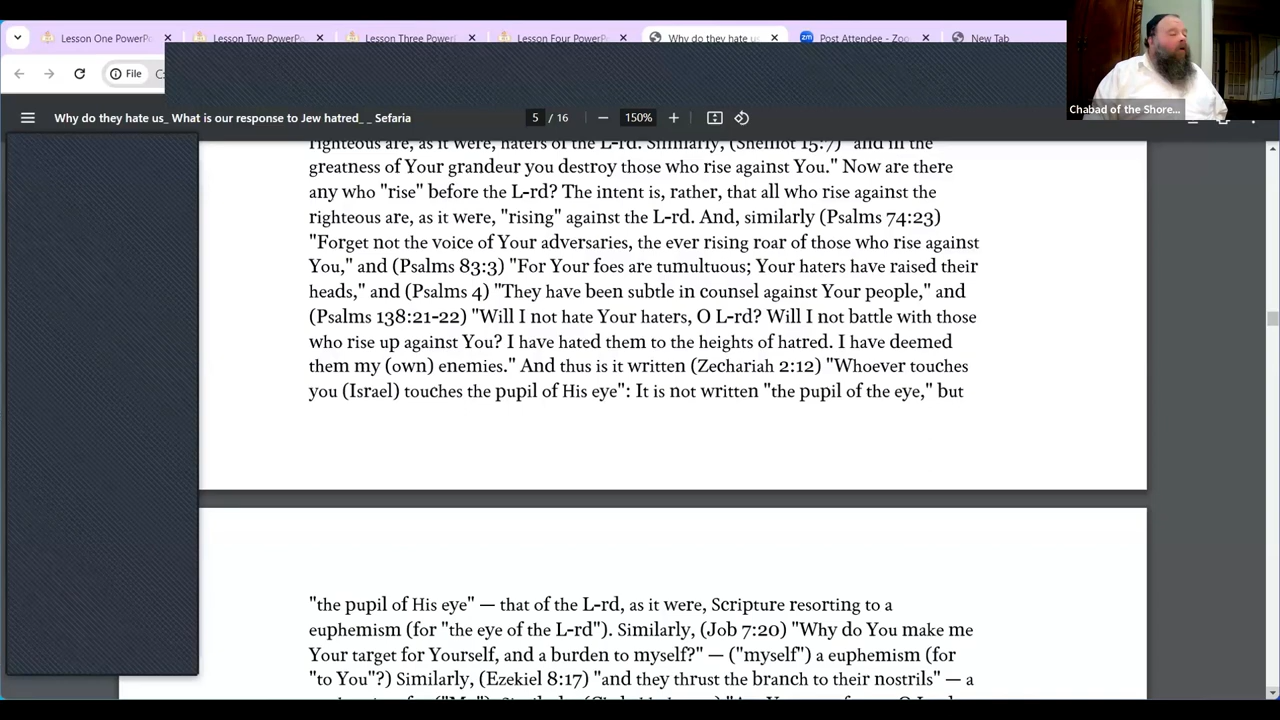 Lesson One PowerP
Lesson Two PowerP
Lesson Three PowerP
Lesson Four PowerP
Why do they hate us
Post Attendee - Zoo
New Tab
File
Chabad of the Shore...
Why do they hate us_ What is our response to Jew hatred_ _ Sefaria
5 / 16
150%
righteous are, as it were, haters of the L-rd. Similarly, (Shemot 15:7) "and in the
greatness of Your grandeur you destroy those who rise against You." Now are there
any who "rise" before the L-rd? The intent is, rather, that all who rise against the
righteous are, as it were, "rising" against the L-rd. And, similarly (Psalms 74:23)
"Forget not the voice of Your adversaries, the ever rising roar of those who rise against
You," and (Psalms 83:3) "For Your foes are tumultuous; Your haters have raised their
heads," and (Psalms 4) "They have been subtle in counsel against Your people," and
(Psalms 138:21-22) "Will I not hate Your haters, O L-rd? Will I not battle with those
who rise up against You? I have hated them to the heights of hatred. I have deemed
them my (own) enemies." And thus is it written (Zechariah 2:12) "Whoever touches
you (Israel) touches the pupil of His eye": It is not written "the pupil of the eye," but
"the pupil of His eye" — that of the L-rd, as it were, Scripture resorting to a
euphemism (for "the eye of the L-rd"). Similarly, (Job 7:20) "Why do You make me
Your target for Yourself, and a burden to myself?" — ("myself") a euphemism (for
"to You"?) Similarly, (Ezekiel 8:17) "and they thrust the branch to their nostrils" — a